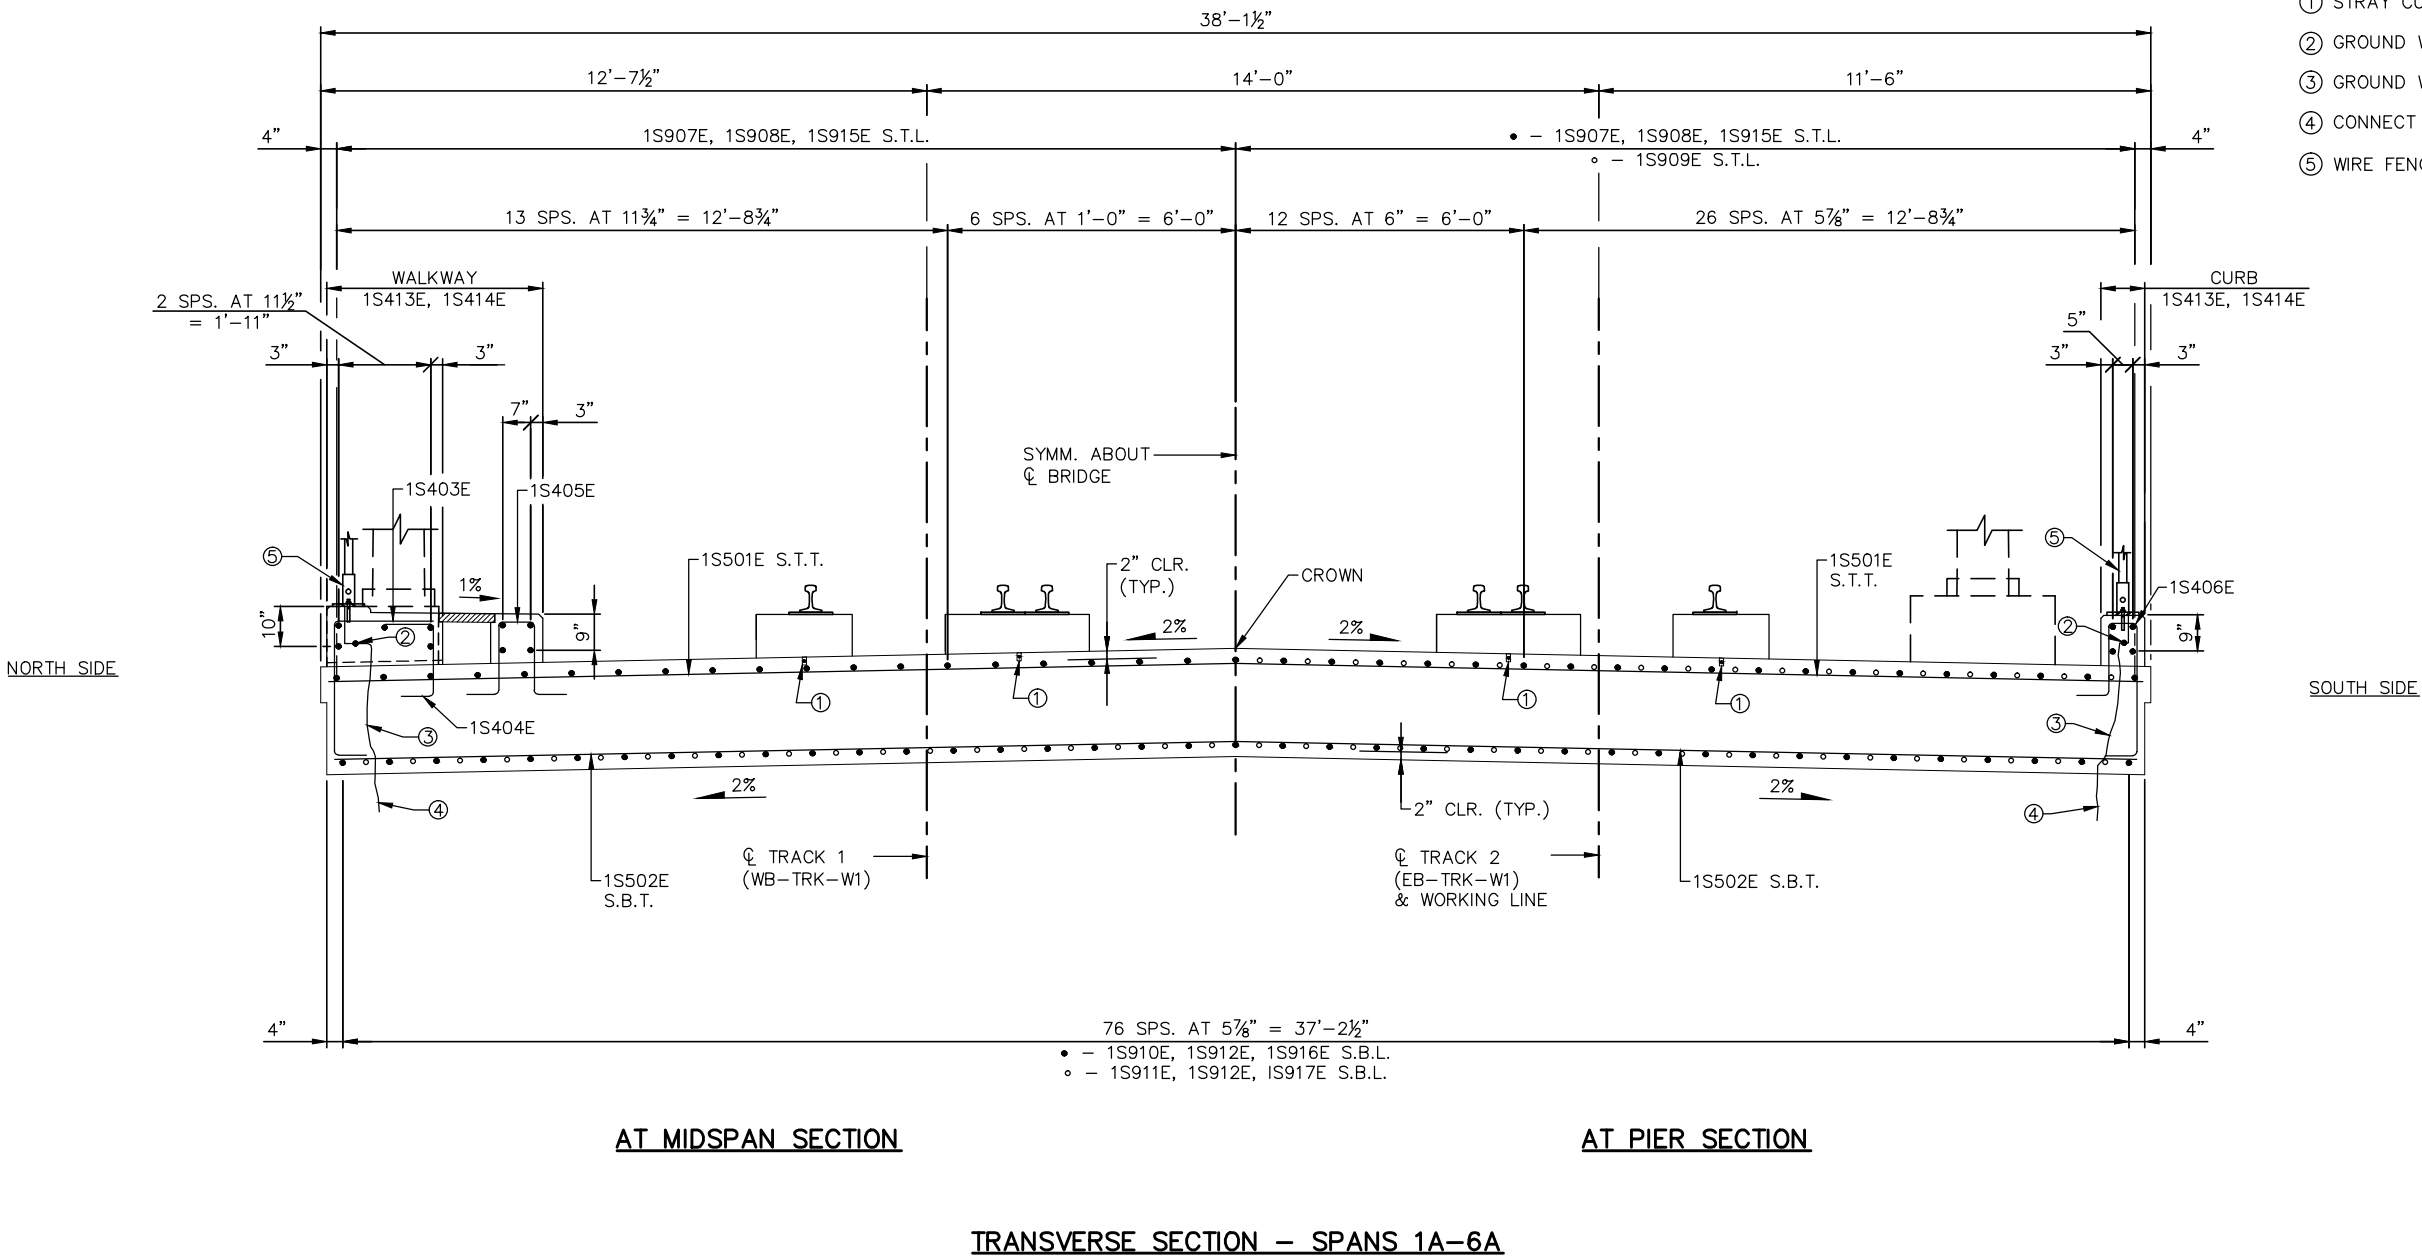 38'-1½"
12'-7½"
14'-0"
11'-6"
4"
1S907E, 1S908E, 1S915E S.T.L.
● – 1S907E, 1S908E, 1S915E S.T.L.
○ – 1S909E S.T.L.
4"
13 SPS. AT 11¾" = 12'-8¾"
6 SPS. AT 1'-0" = 6'-0"
12 SPS. AT 6" = 6'-0"
26 SPS. AT 5⅞" = 12'-8¾"
① STRAY
② GROUND
③ GROUND
④ CONNECT
⑤ WIRE
WALKWAY
1S413E, 1S414E
2 SPS. AT 11½"
= 1'-11"
3"
3"
7"
3"
CURB
1S413E, 1S414E
5"
3"
3"
SYMM. ABOUT
℄ BRIDGE
1S403E
1S405E
⑤
1%
10"
②
9"
1S501E S.T.T.
2" CLR.
(TYP.)
CROWN
2%
2%
1S501E
S.T.T.
⑤
1S406E
②
9"
NORTH SIDE
SOUTH SIDE
①
①
①
①
1S404E
③
③
④
④
2%
2%
2" CLR. (TYP.)
1S502E
S.B.T.
℄ TRACK 1
(WB-TRK-W1)
℄ TRACK 2
(EB-TRK-W1)
& WORKING LINE
1S502E S.B.T.
4"
76 SPS. AT 5⅞" = 37'-2½"
4"
● – 1S910E, 1S912E, 1S916E S.B.L.
○ – 1S911E, 1S912E, IS917E S.B.L.
AT MIDSPAN SECTION
AT PIER SECTION
TRANSVERSE SECTION – SPANS 1A-6A